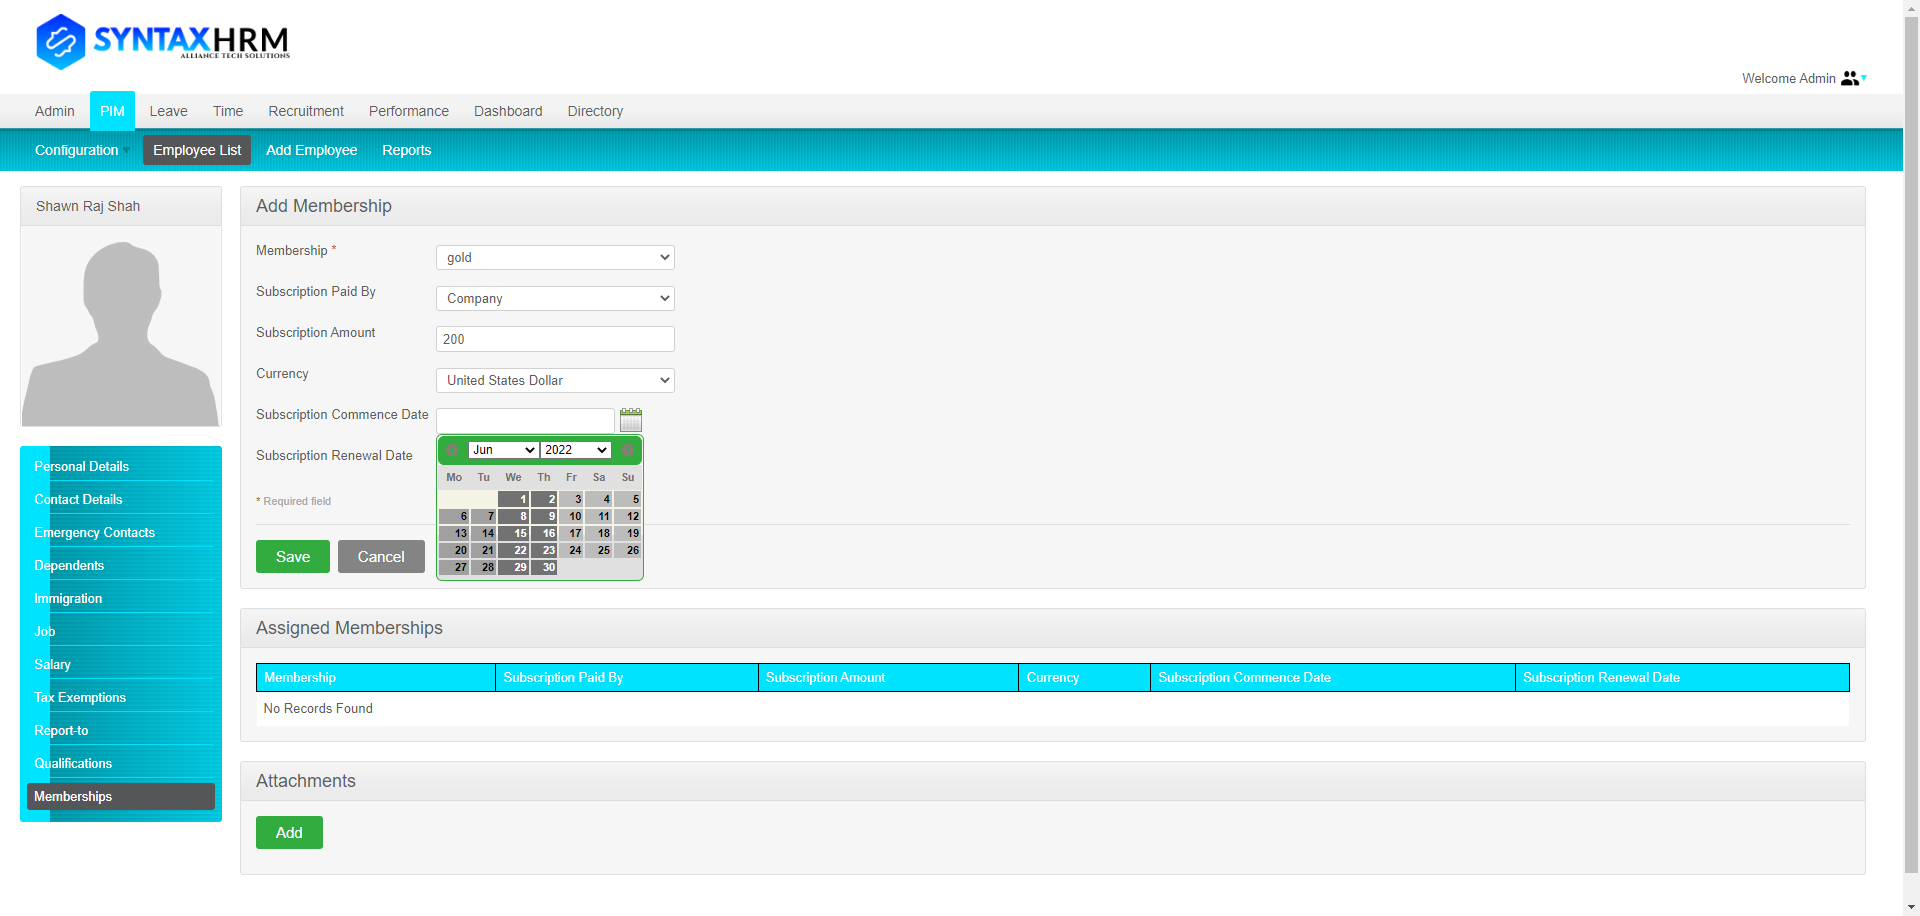 SYNTAXHRM
ALLIANCE TECH SOLUTIONS
Welcome Admin
Admin PIM Leave Time Recruitment Performance Dashboard Directory
Configuration Employee List Add Employee Reports
Shawn Raj Shah
Personal Details
Contact Details
Emergency Contacts
Dependents
Immigration
Job
Salary
Tax Exemptions
Report-to
Qualifications
Memberships
Add Membership
Membership * gold
Subscription Paid By Company
Subscription Amount 200
Currency United States Dollar
Subscription Commence Date
Subscription Renewal Date
Jun 2022
Mo Tu We Th Fr Sa Su
1 2 3 4 5
6 7 8 9 10 11 12
13 14 15 16 17 18 19
20 21 22 23 24 25 26
27 28 29 30
* Required field
Save Cancel
Assigned Memberships
Membership Subscription Paid By Subscription Amount Currency Subscription Commence Date Subscription Renewal Date
No Records Found
Attachments
Add